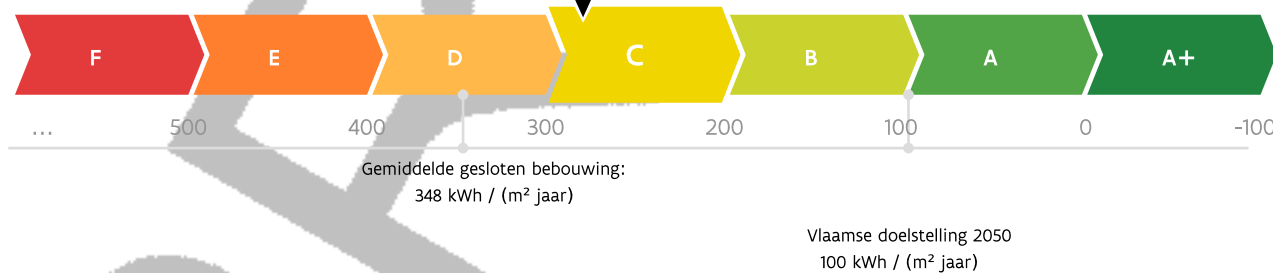 F E D C B A A+
... 500 400 300 200 100 0 -100
Gemiddelde gesloten bebouwing:
348 kWh / (m² jaar)
Vlaamse doelstelling 2050
100 kWh / (m² jaar)